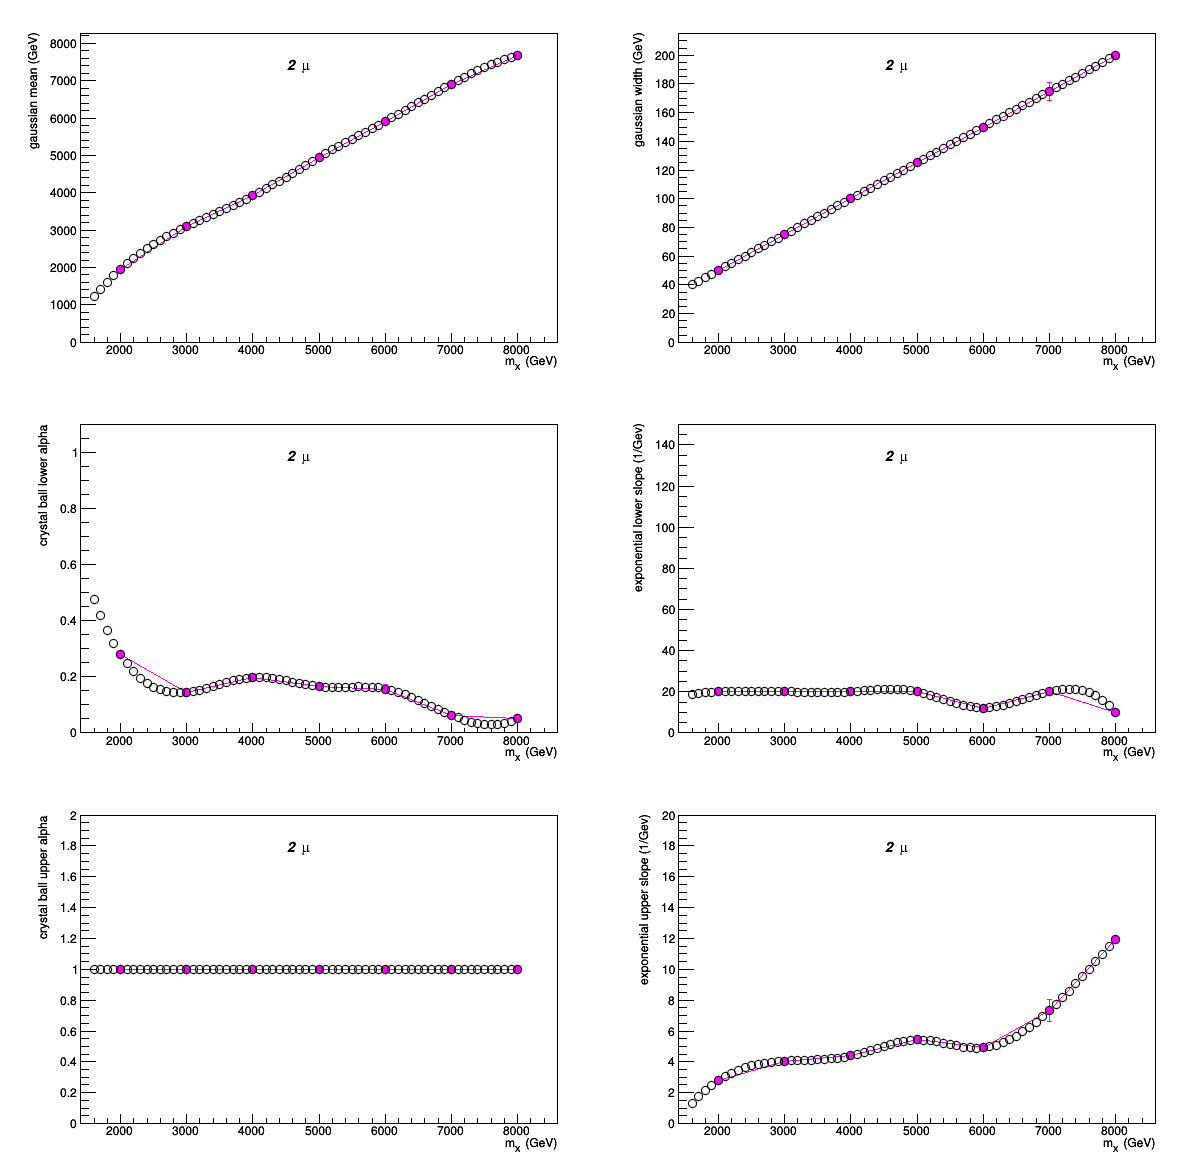 gaussian mean (GeV)
2 μ
8000
7000
6000
5000
4000
3000
2000
1000
0
2000 3000 4000 5000 6000 7000 8000
m_x (GeV)
gaussian width (GeV)
2 μ
200
180
160
140
120
100
80
60
40
20
0
2000 3000 4000 5000 6000 7000 8000
m_x (GeV)
crystal ball lower alpha
2 μ
1
0.8
0.6
0.4
0.2
0
2000 3000 4000 5000 6000 7000 8000
m_x (GeV)
exponential lower slope (1/Gev)
2 μ
140
120
100
80
60
40
20
0
2000 3000 4000 5000 6000 7000 8000
m_x (GeV)
crystal ball upper alpha
2 μ
2
1.8
1.6
1.4
1.2
1
0.8
0.6
0.4
0.2
0
2000 3000 4000 5000 6000 7000 8000
m_x (GeV)
exponential upper slope (1/Gev)
2 μ
20
18
16
14
12
10
8
6
4
2
0
2000 3000 4000 5000 6000 7000 8000
m_x (GeV)